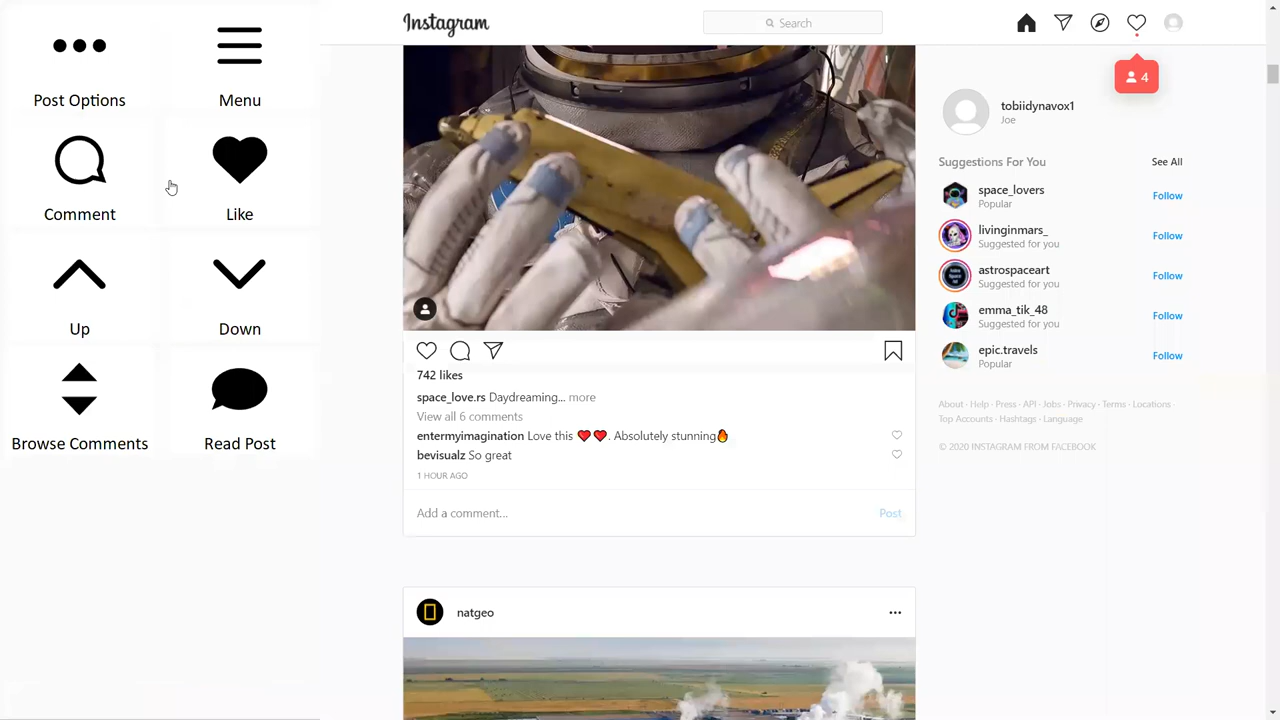 Post Options
Menu
Comment
Like
Up
Down
Browse Comments
Read Post
Instagram
Search
4
tobiidynavox1
Joe
Suggestions For You See All
space_lovers
Popular
Follow
livinginmars_
Suggested for you
Follow
astrospaceart
Suggested for you
Follow
emma_tik_48
Suggested for you
Follow
epic.travels
Popular
Follow
About · Help · Press · API · Jobs · Privacy · Terms · Locations ·
Top Accounts · Hashtags · Language
© 2020 INSTAGRAM FROM FACEBOOK
742 likes
space_love.rs Daydreaming... more
View all 6 comments
entermyimagination Love this ❤️❤️. Absolutely stunning🔥
bevisualz So great
1 HOUR AGO
Add a comment... Post
natgeo